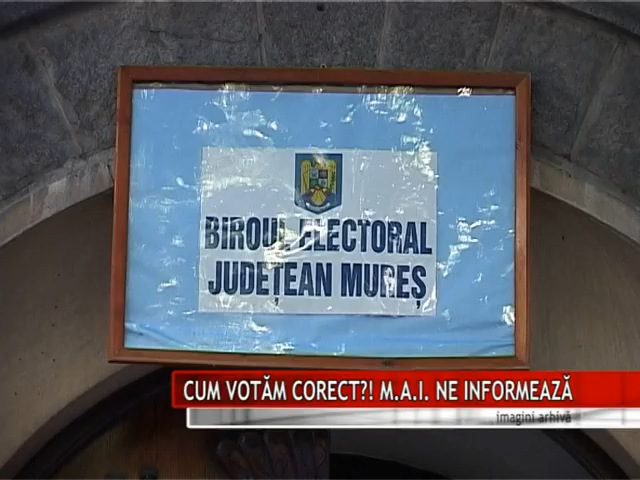 BIROUL ELECTORAL
JUDEȚEAN MUREȘ
CUM VOTĂM CORECT?! M.A.I. NE INFORMEAZĂ
imagini arhivă